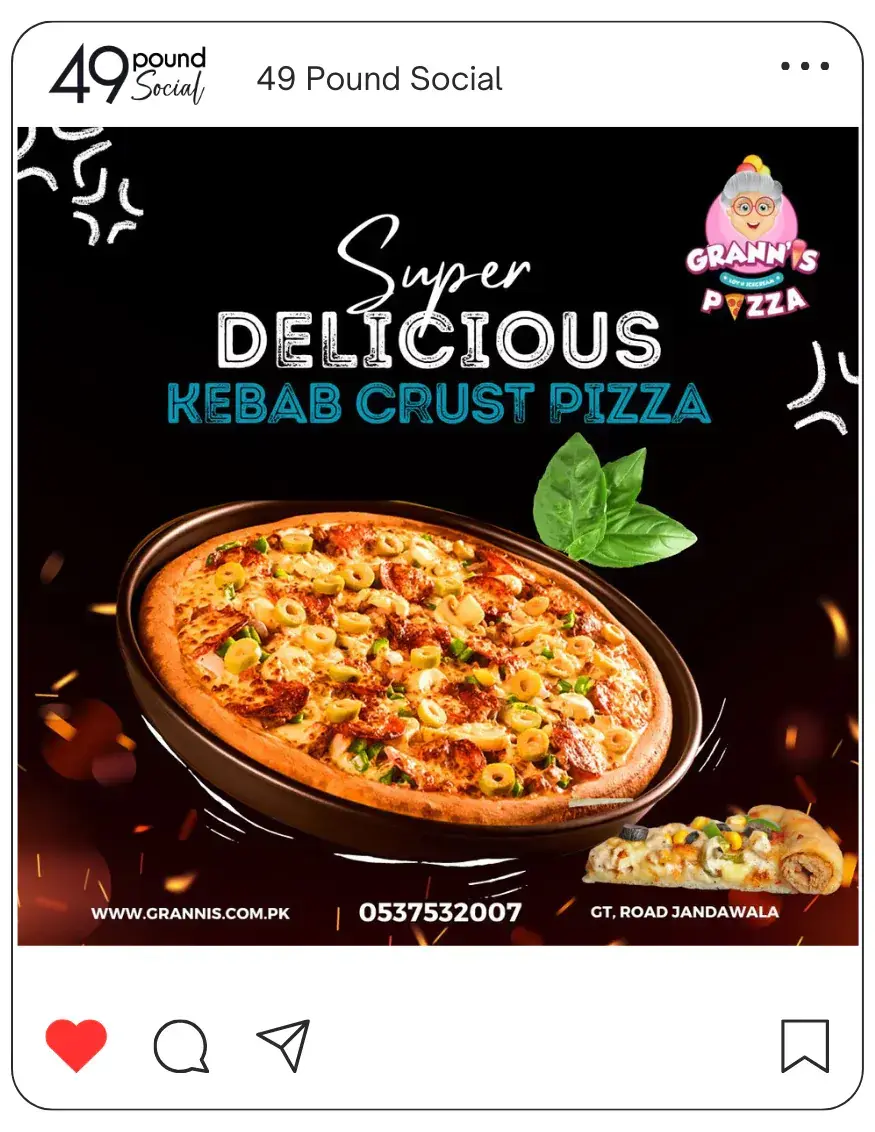 49 pound
Social
49 Pound Social
GRANN'S
PIZZA
Super
DELICIOUS
KEBAB CRUST PIZZA
WWW.GRANNIS.COM.PK | 0537532007 GT, ROAD JANDAWALA